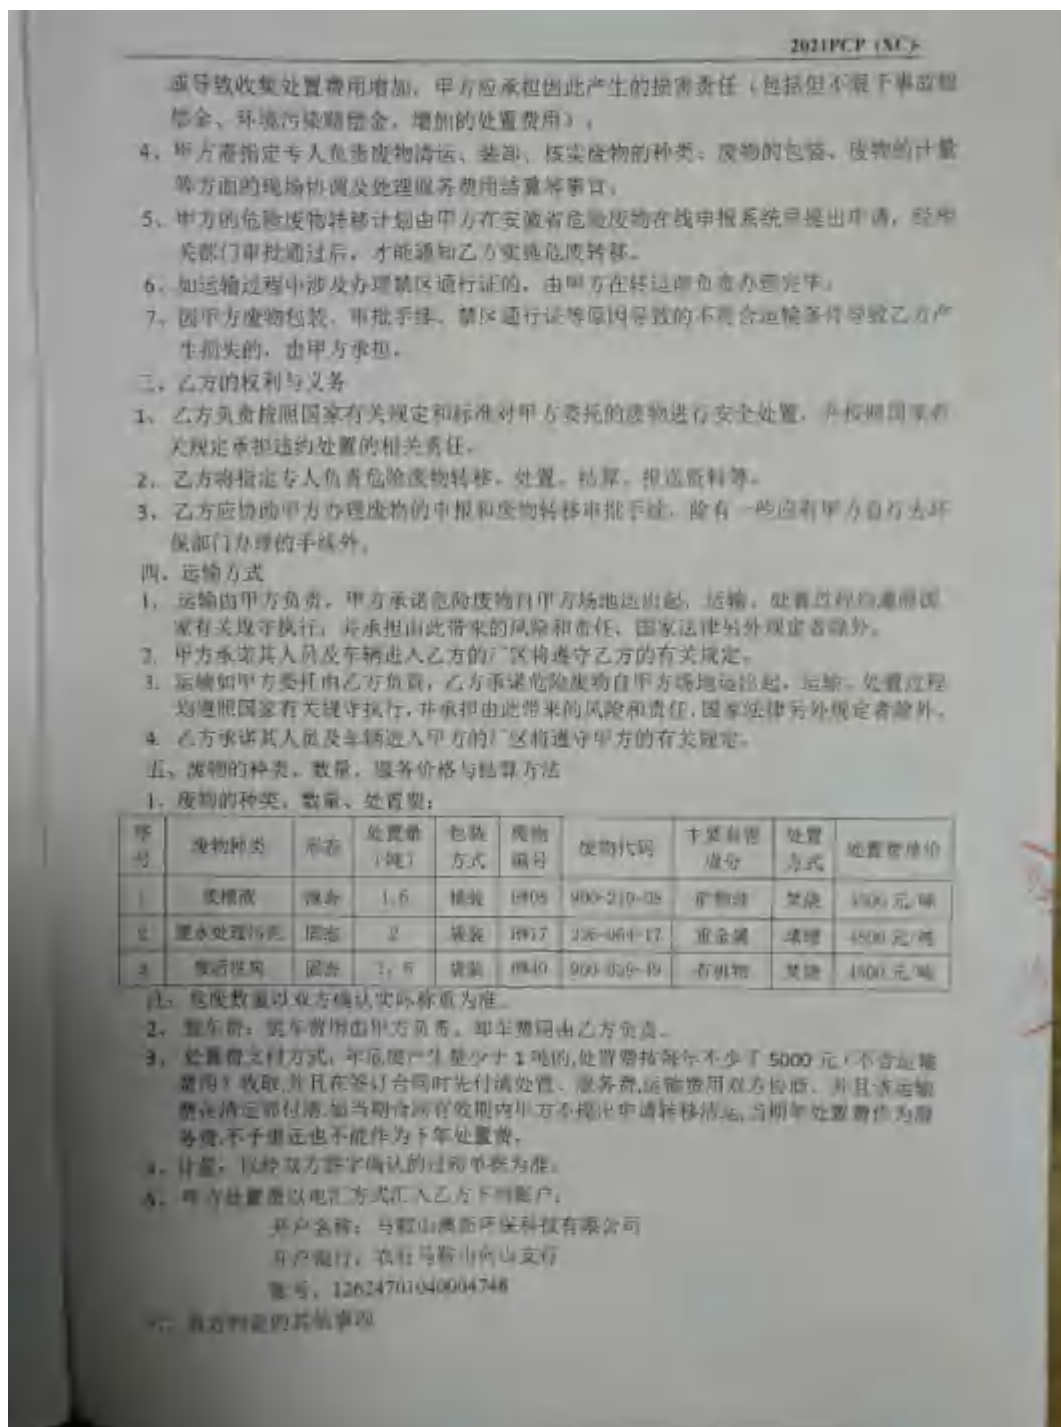 2021PCP (XC)-
或导致收集处置费用增加，甲方应承担因此产生的损害责任（包括但不限于事故赔
偿金、环境污染赔偿金、增加的处置费用）；
4、甲方需指定专人负责废物清运、装卸、核实废物的种类、废物的包装、废物的计量
等方面的现场协调及处理服务费用结算等事宜；
5、甲方的危险废物转移计划由甲方在安徽省危险废物在线申报系统里提出申请，经相
关部门审批通过后，才能通知乙方实施危废转移。
6、如运输过程中涉及办理禁区通行证的，由甲方在转运前负责办理完毕；
7、因甲方废物包装、审批手续、禁区通行证等原因导致的不符合运输条件导致乙方产
生损失的，由甲方承担。
三、乙方的权利与义务
1、乙方负责按照国家有关规定和标准对甲方委托的废物进行安全处置，并按照国家有
关规定承担违约处置的相关责任。
2、乙方将指定专人负责危险废物转移、处置、结算、报送资料等。
3、乙方应协助甲方办理废物的申报和废物转移审批手续，除有一些应有甲方自行去环
保部门办理的手续外。
四、运输方式
1、运输由甲方负责，甲方承诺危险废物自甲方场地运出起，运输、处置过程均遵照国
家有关规守执行，并承担由此带来的风险和责任，国家法律另外规定者除外。
2、甲方承诺其人员及车辆进入乙方的厂区将遵守乙方的有关规定。
3、运输如甲方委托由乙方负责，乙方承诺危险废物自甲方场地运出起，运输、处置过程
均遵照国家有关规守执行，并承担由此带来的风险和责任，国家法律另外规定者除外。
4、乙方承诺其人员及车辆进入甲方的厂区将遵守甲方的有关规定。
五、废物的种类、数量、服务价格与结算方法
1、废物的种类、数量、处置费：
序号 废物种类 形态 处置量（吨） 包装方式 废物编号 废物代码 主要有害成分 处置方式 处置费单价
1 液态 1.6 桶装 HW08 矿物油 焚烧 元/吨
2 废水处理污泥 固态 2 袋装 HW17 336-064-17 重金属 填埋 4500 元/吨
3 固态 袋装 HW49 有机物 焚烧 4500 元/吨
注：危废数量以双方确认实际称重为准。
2、装车费：装车费用由甲方负责，卸车费用由乙方负责。
3、处置费支付方式：年危废产生量少于 1 吨的，处置费按每年不少于 5000 元（不含运输
费用）收取，并且在签订合同时先付清处置、服务费，运输费用双方协商，并且该运输
费在清运前付清。如当期合同有效期内甲方不提出申请转移清运，当期年处置费作为服
务费，不予退还也不能作为下年处置费。
4、计量：以经双方签字确认的过磅单据为准。
5、甲方处置费以电汇方式汇入乙方下列账户：
开户名称：马鞍山澳新环保科技有限公司
开户银行：农行马鞍山向山支行
账号：12624701040004748
六、双方约定的其他事项